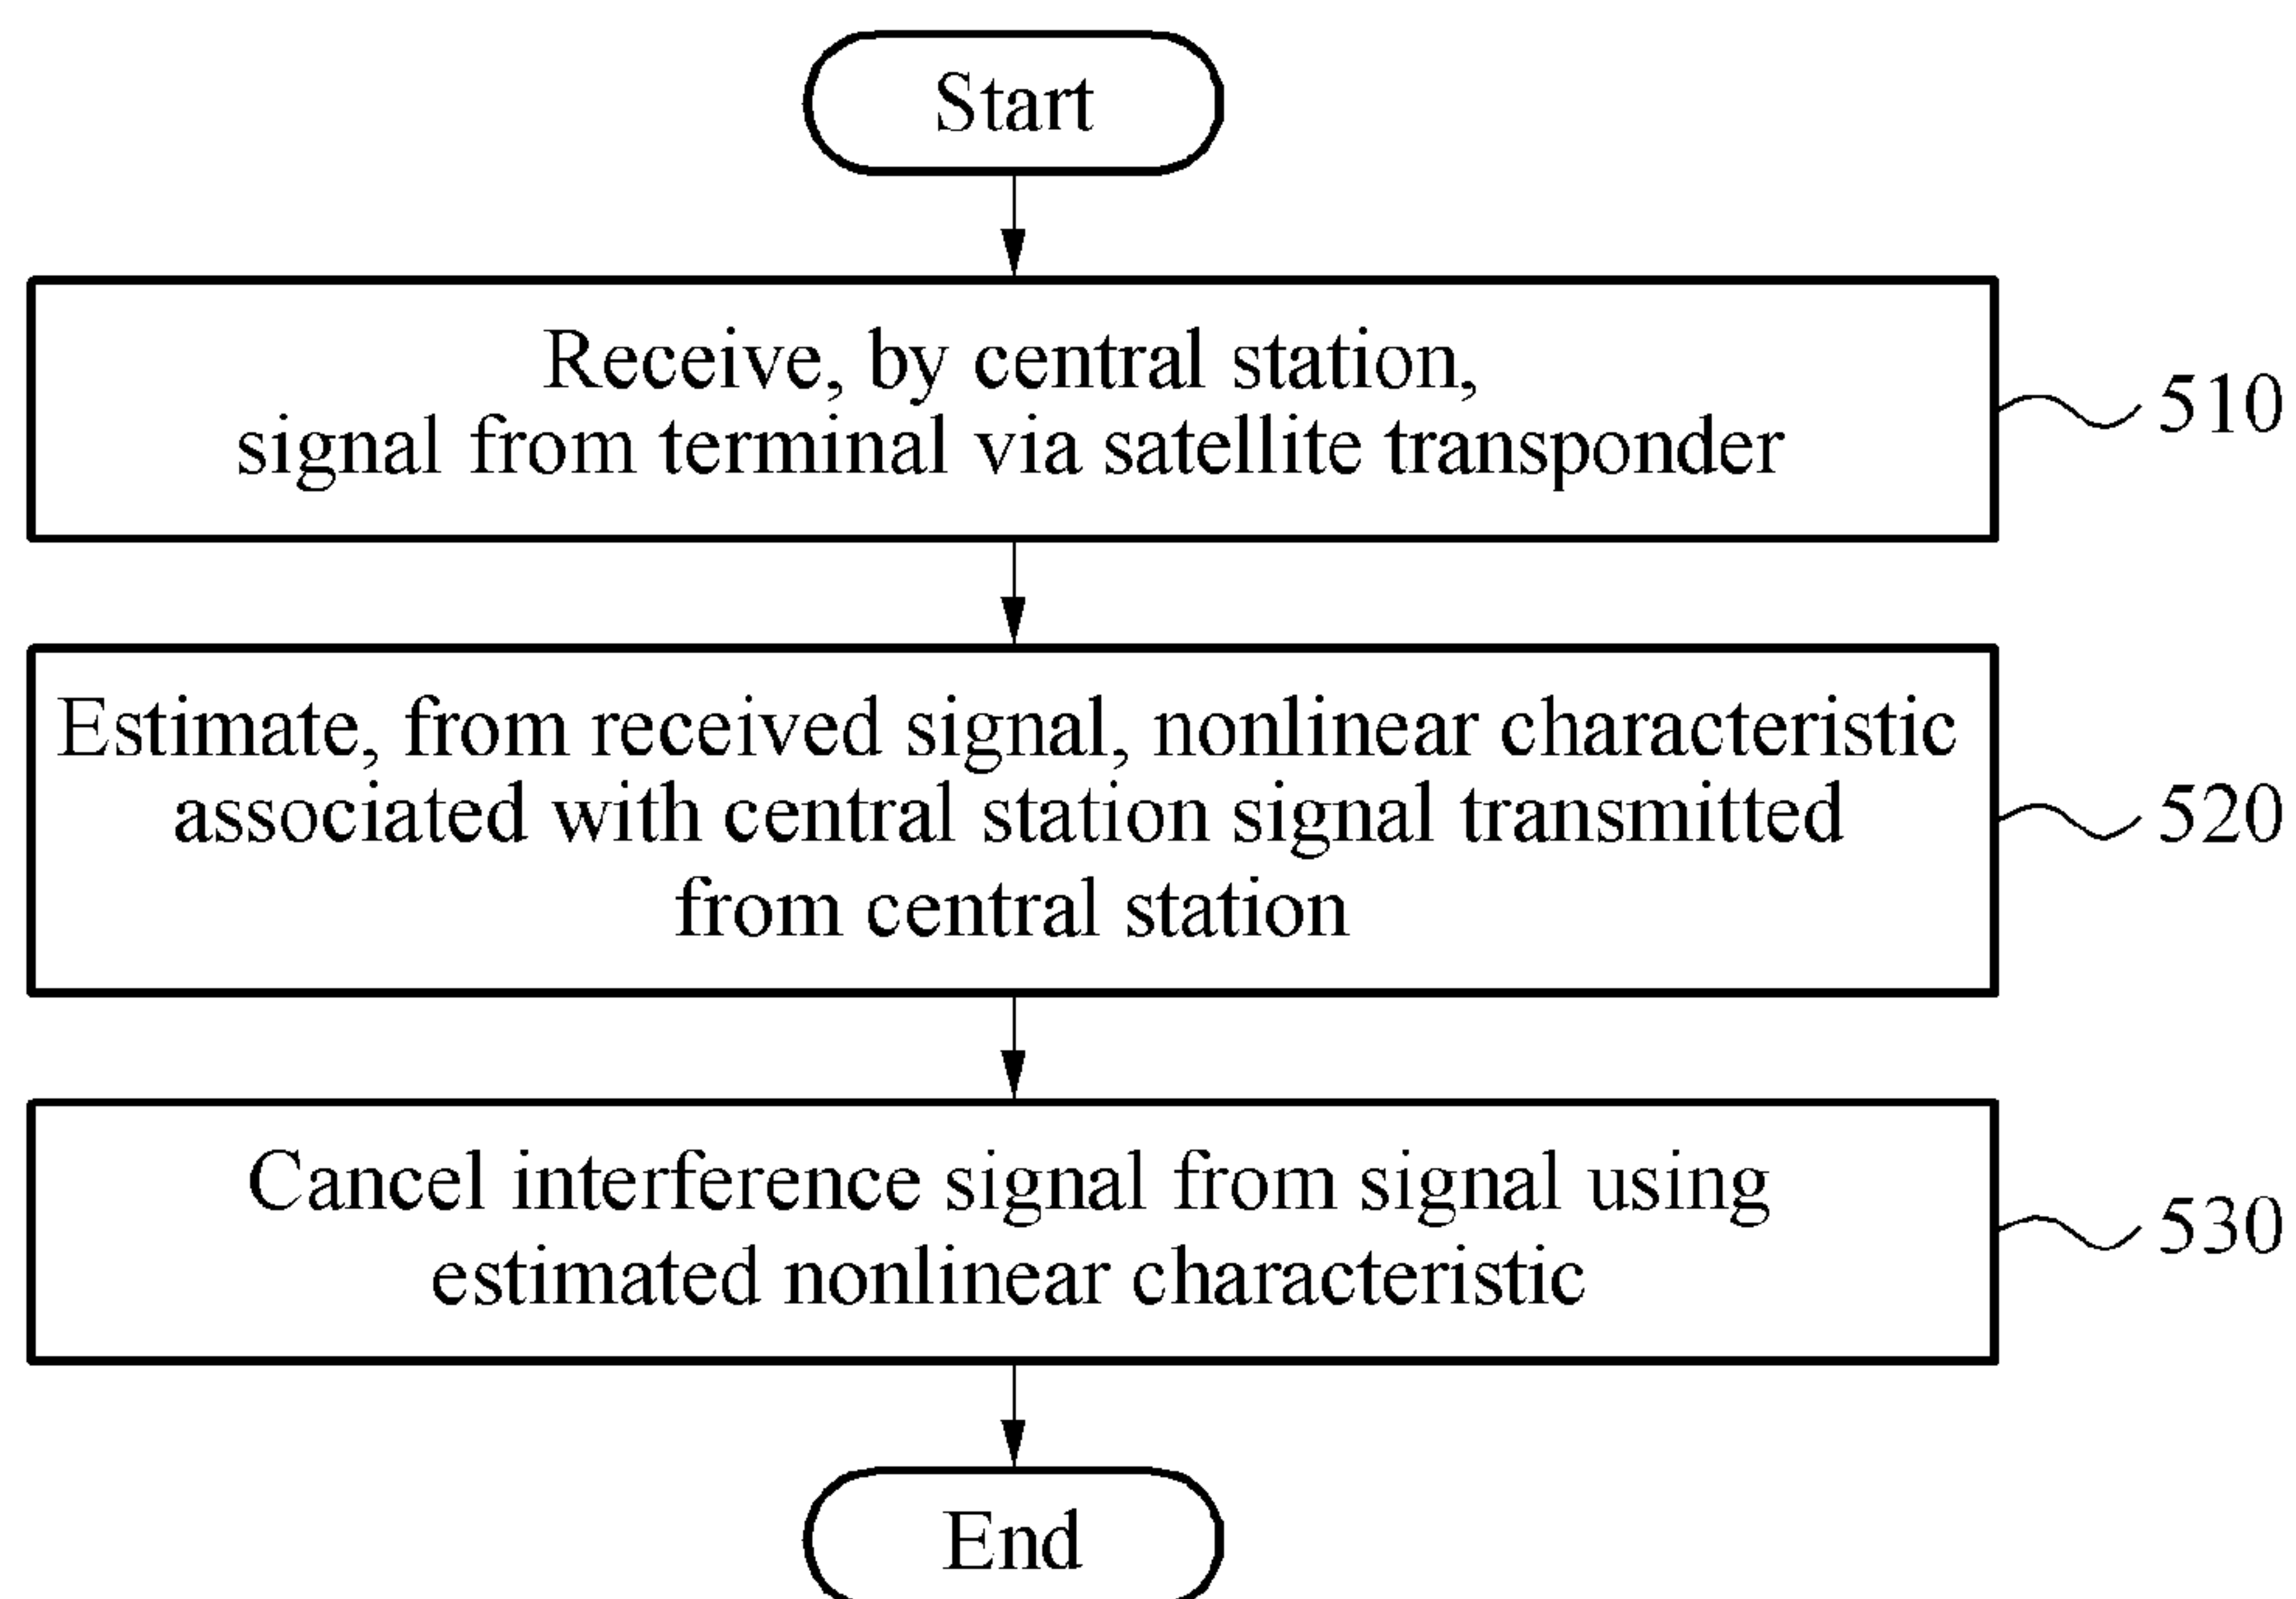 Start
Receive, by central station,
signal from terminal via satellite transponder
510
Estimate, from received signal, nonlinear characteristic
associated with central station signal transmitted
from central station
520
Cancel interference signal from signal using
estimated nonlinear characteristic
530
End